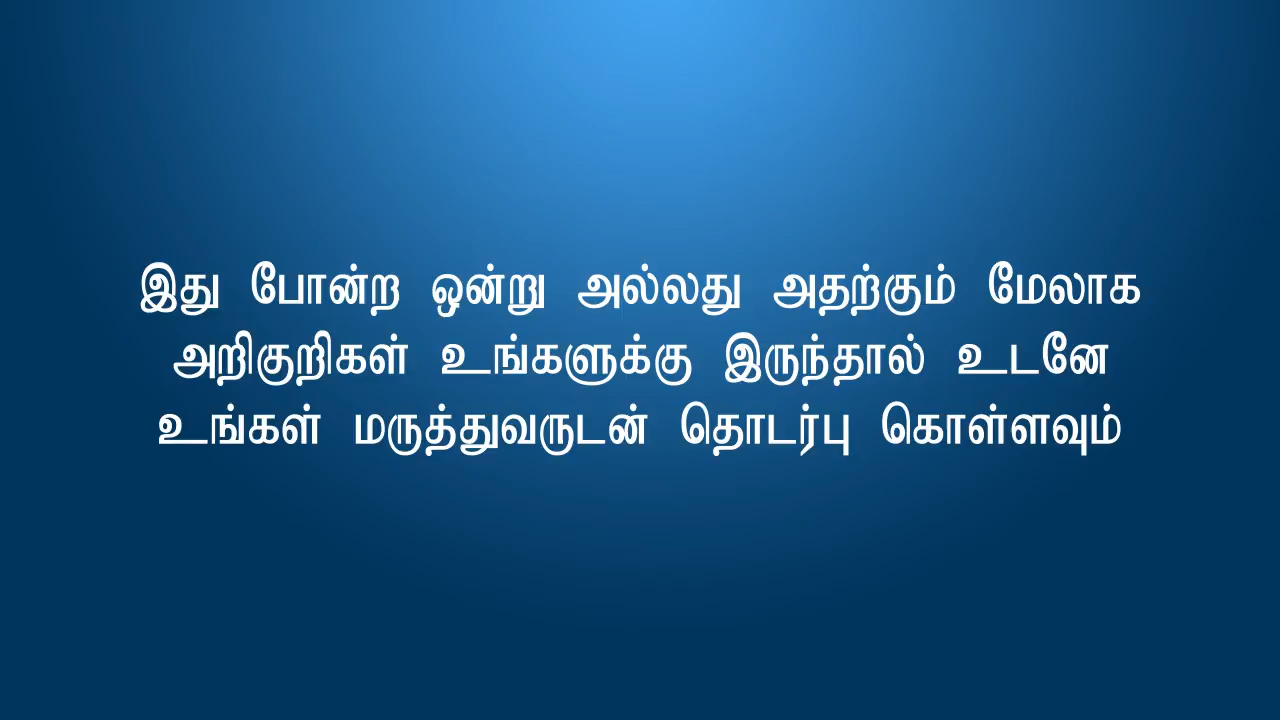 இது போன்ற ஒன்று அல்லது அதற்கும் மேலாக
அறிகுறிகள் உங்களுக்கு இருந்தால் உடனே
உங்கள் மருத்துவருடன் தொடர்பு கொள்ளவும்